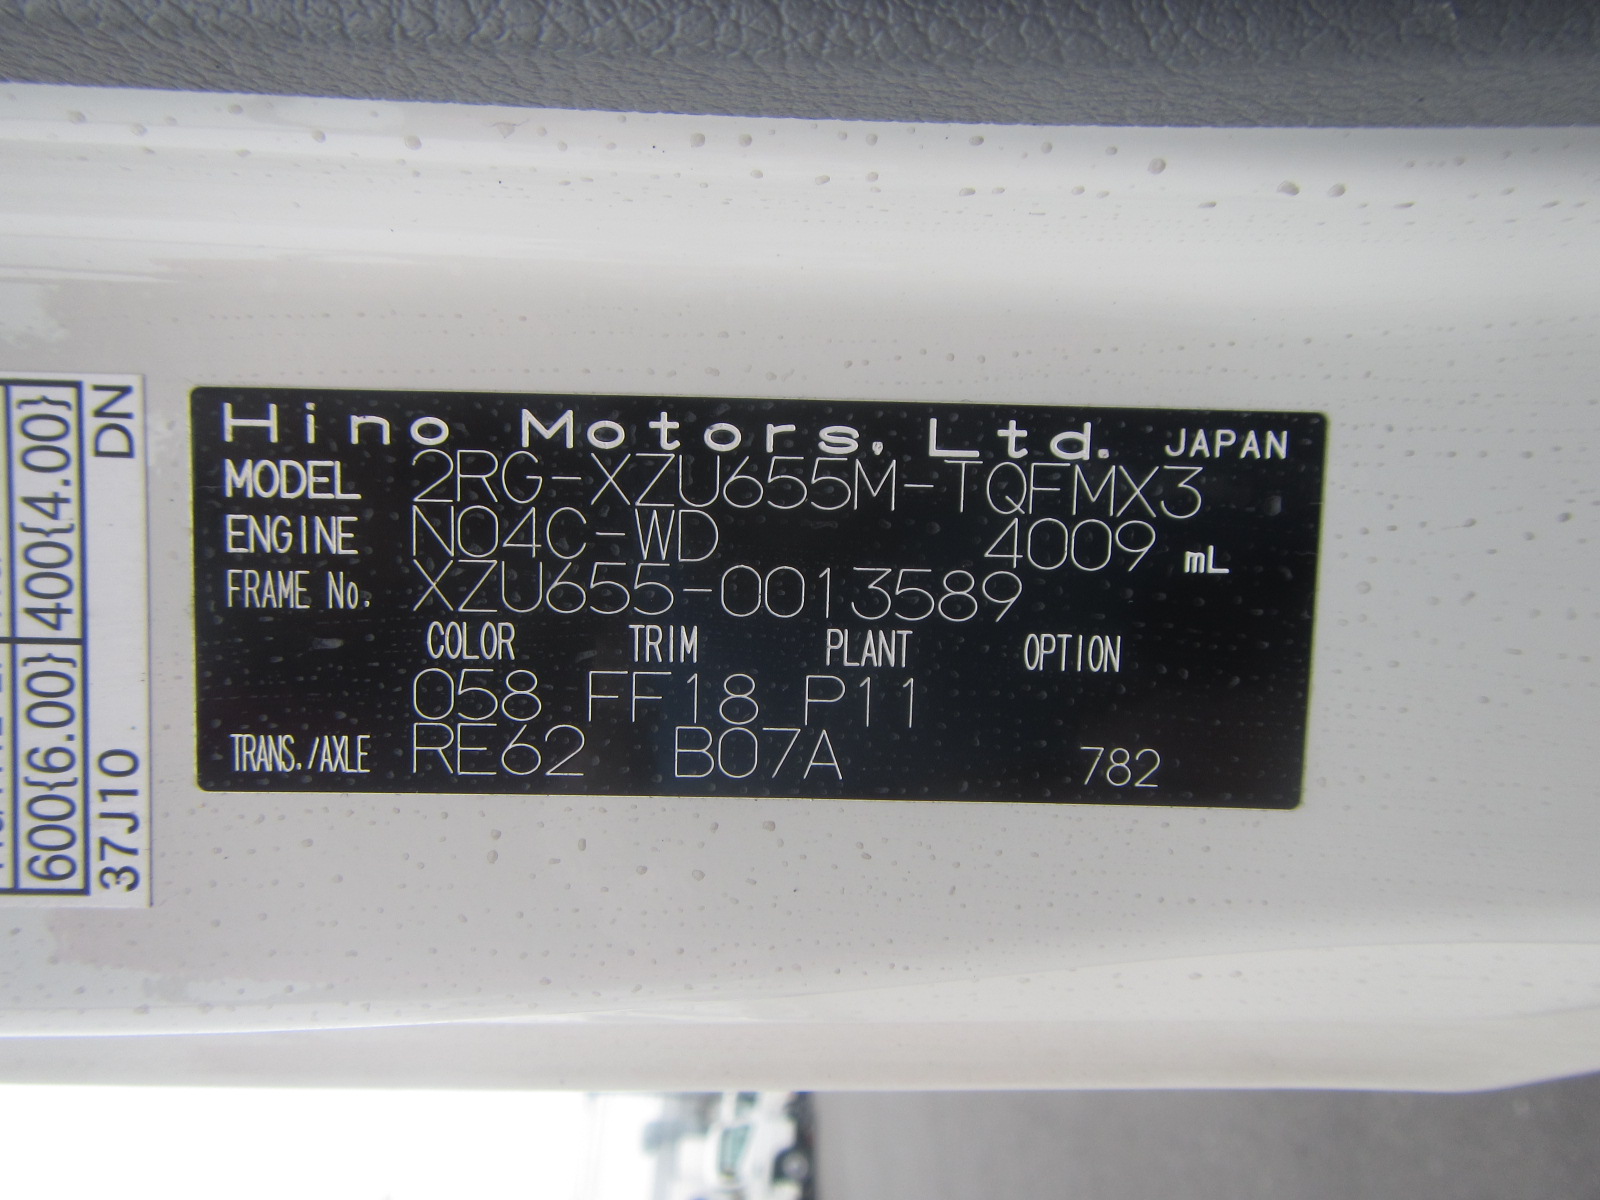 Hino Motors, Ltd. JAPAN
MODEL 2RG-XZU655M-TQFMX3
ENGINE N04C-WD 4009 mL
FRAME No. XZU655-0013589
COLOR TRIM PLANT OPTION
058 FF18 P11
TRANS./AXLE RE62 B07A 782
600{6.00} 400{4.00}
37J10 DN